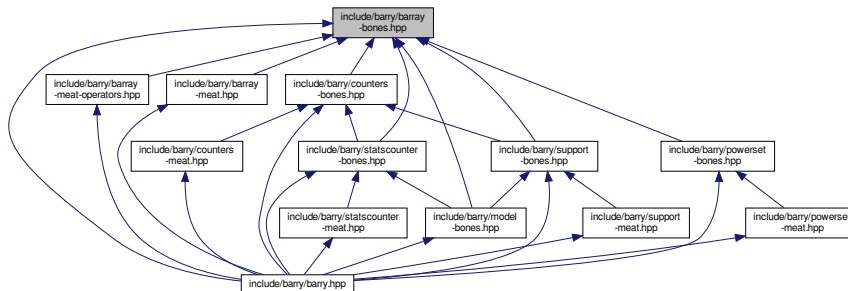 include/barry/barray
-bones.hpp
include/barry/barray
-meat-operators.hpp
include/barry/barray
-meat.hpp
include/barry/counters
-bones.hpp
include/barry/counters
-meat.hpp
include/barry/statscounter
-bones.hpp
include/barry/support
-bones.hpp
include/barry/powerset
-bones.hpp
include/barry/statscounter
-meat.hpp
include/barry/model
-bones.hpp
include/barry/support
-meat.hpp
include/barry/powerset
-meat.hpp
include/barry/barry.hpp